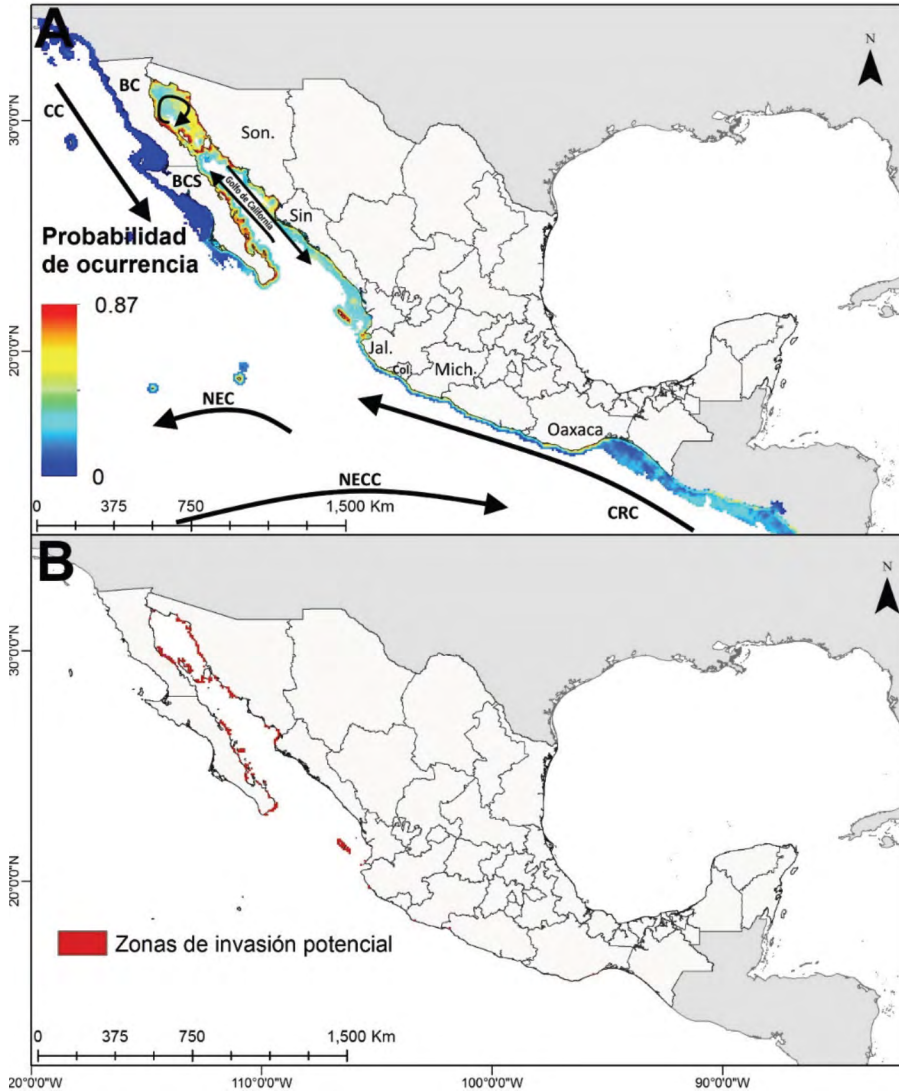 A
N
BC
CC
30°0'0"N
Son.
BCS
Golfo de California
Sin
Probabilidad
de ocurrencia
0.87
20°0'0"N
Jal.
Col.
Mich.
NEC
Oaxaca
0
NECC
0 375 750 1,500 Km
CRC
B
N
30°0'0"N
20°0'0"N
Zonas de invasión potencial
0 375 750 1,500 Km
20°0'0"W 110°0'0"W 100°0'0"W 90°0'0"W